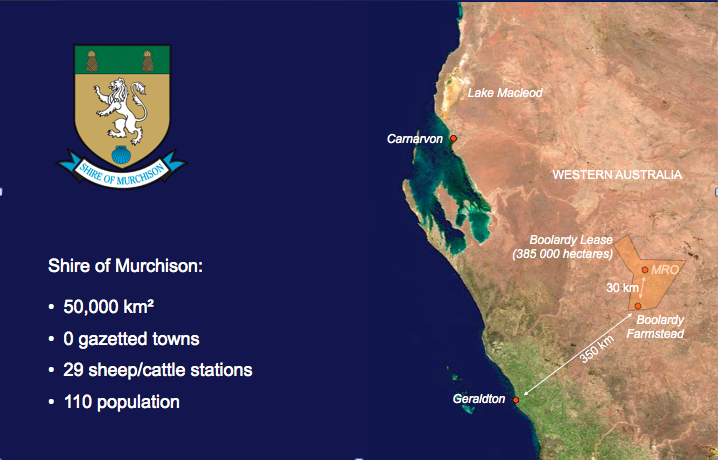 SHIRE OF MURCHISON
Shire of Murchison:
• 50,000 km²
• 0 gazetted towns
• 29 sheep/cattle stations
• 110 population
Lake Macleod
Carnarvon
WESTERN AUSTRALIA
Boolardy Lease
(385 000 hectares)
MRO
30 km
Boolardy
Farmstead
350 km
Geraldton